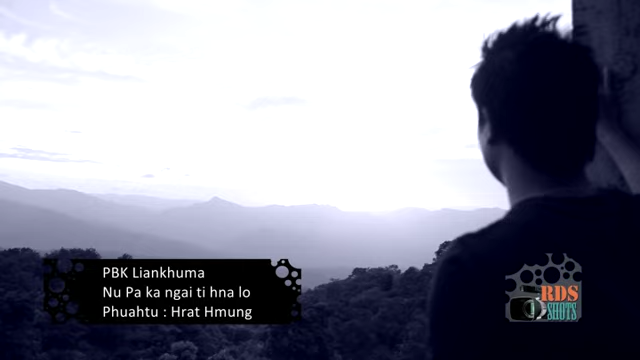 PBK Liankhuma
Nu Pa ka ngai ti hna lo
Phuahtu : Hrat Hmung
RDS
SHOTS